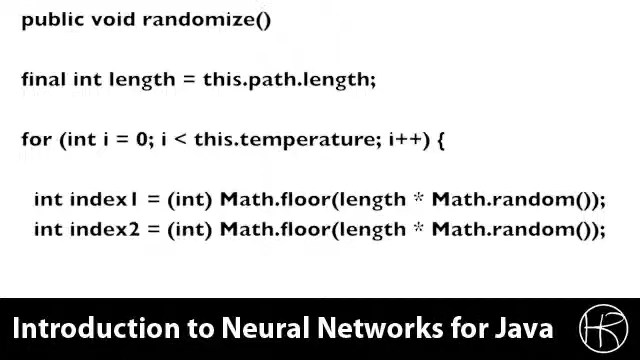 public void randomize()
final int length = this.path.length;
for (int i = 0; i < this.temperature; i++) {
int index1 = (int) Math.floor(length * Math.random());
int index2 = (int) Math.floor(length * Math.random());
Introduction to Neural Networks for Java